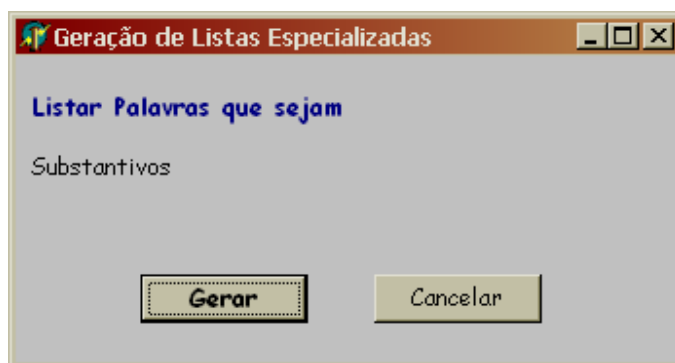 Geração de Listas Especializadas
Listar Palavras que sejam
Substantivos
Gerar Cancelar